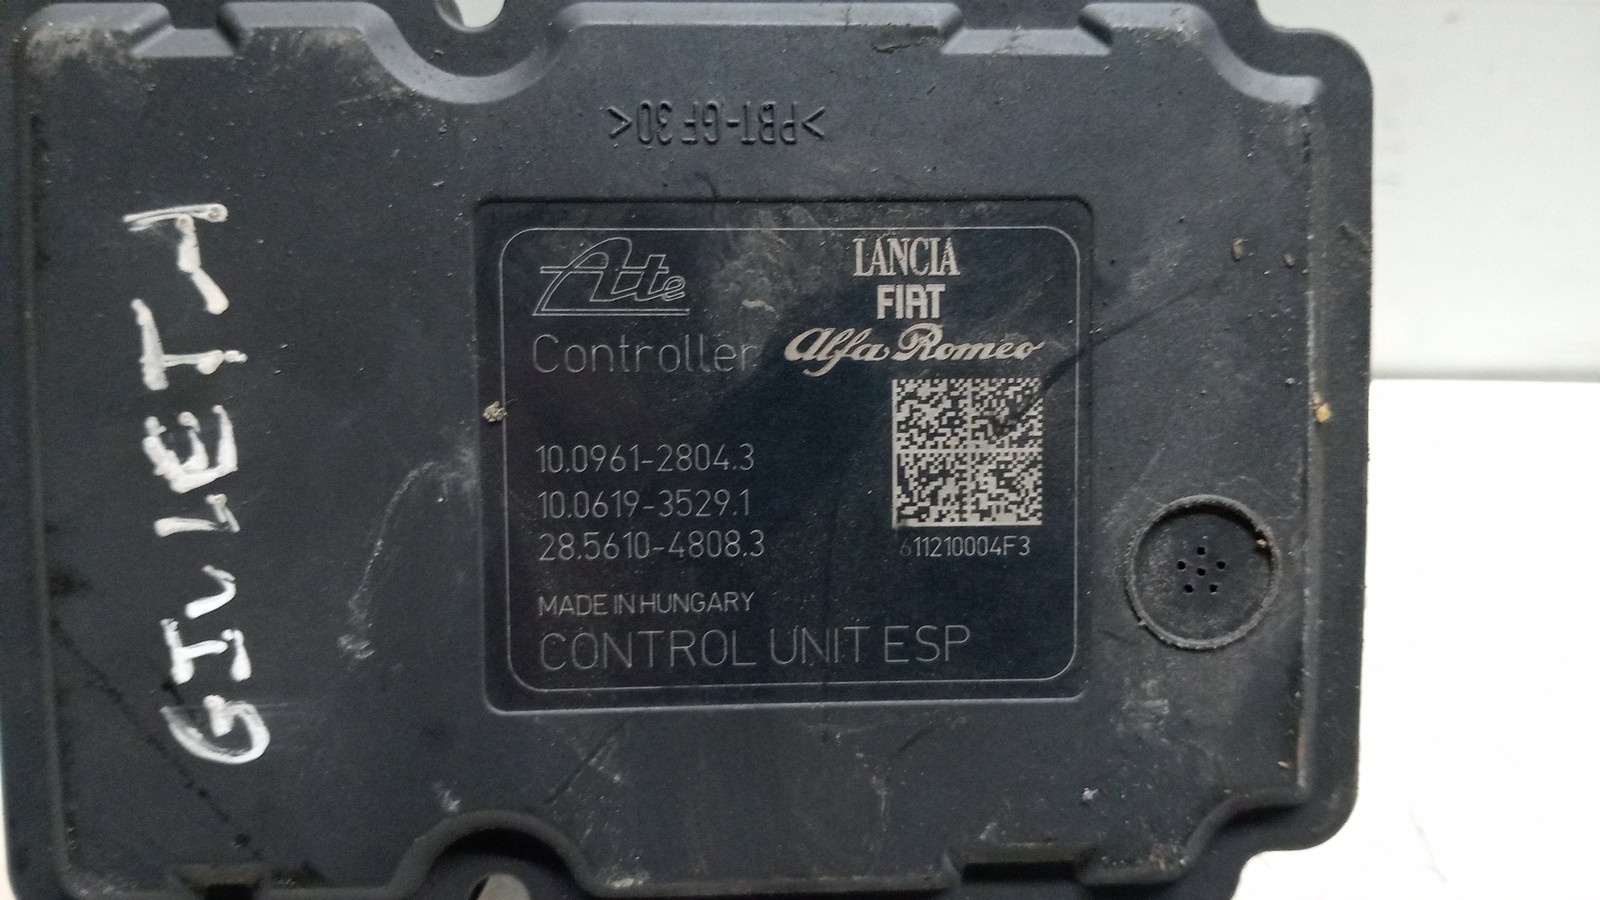 >PBT-GF30<
Ate
LANCIA
FIAT
Controller
Alfa Romeo
10.0961-2804.3
10.0619-3529.1
28.5610-4808.3
611210004F3
MADE IN HUNGARY
CONTROL UNIT ESP
GIULETA